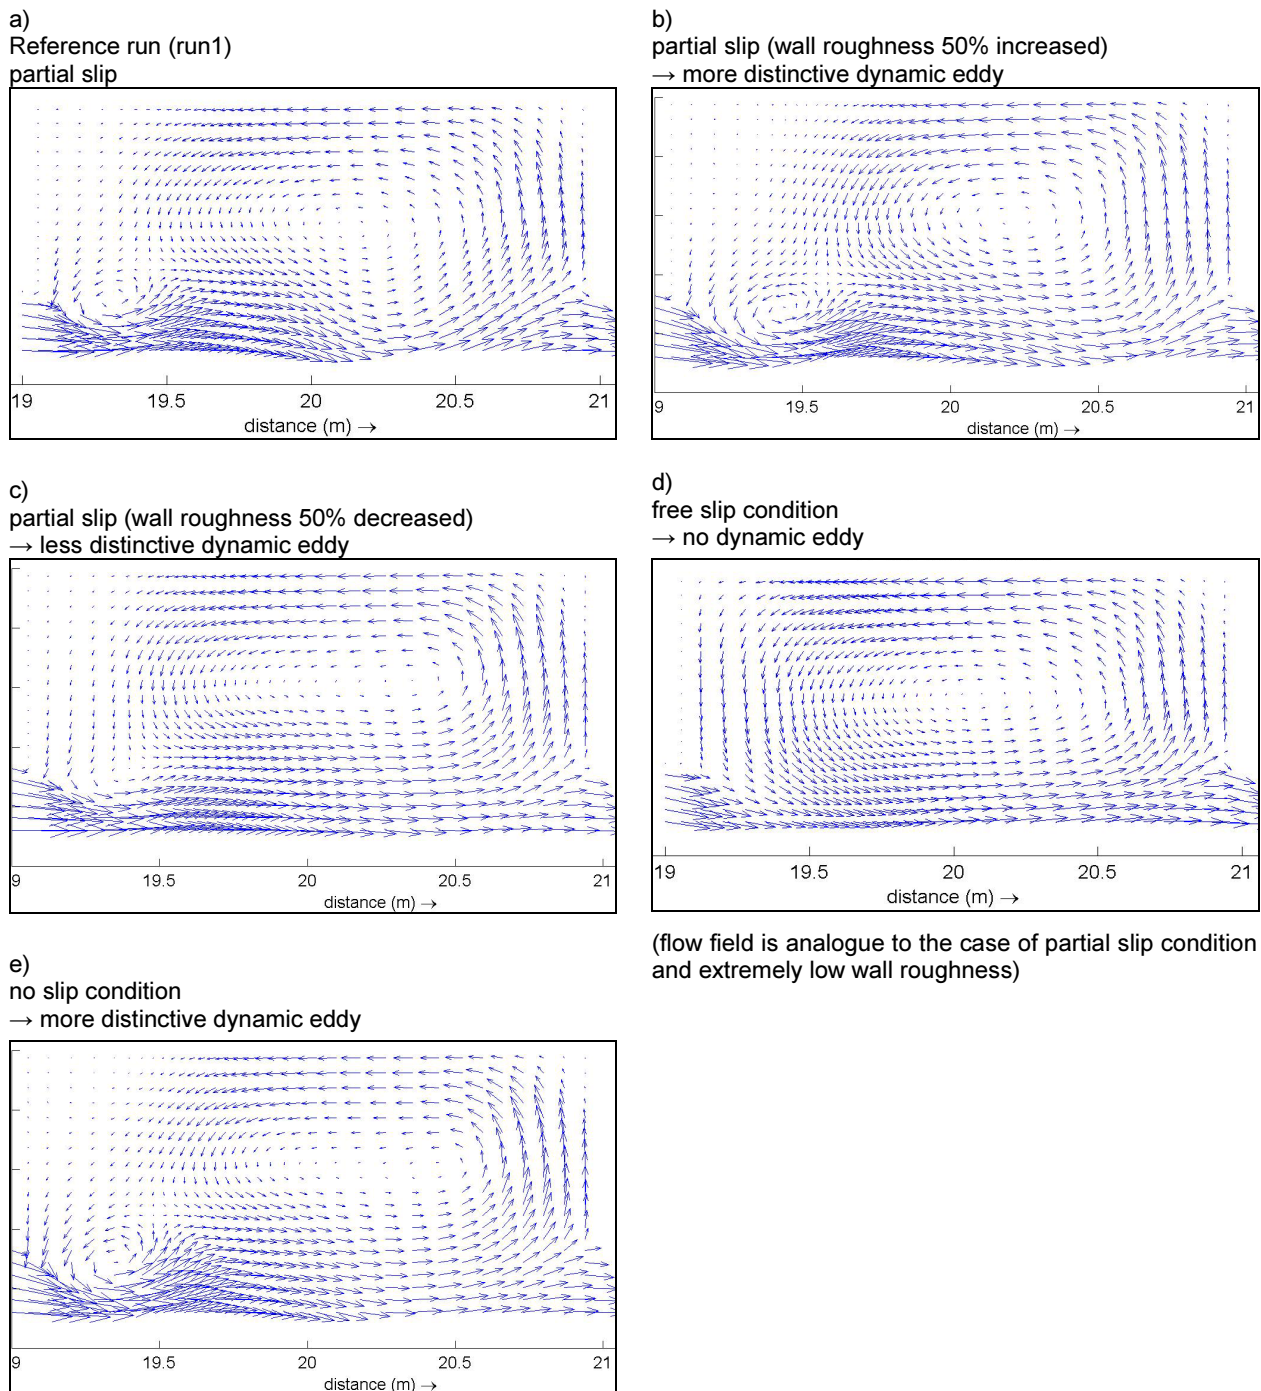 a)
Reference run (run1)
partial slip
19 19.5 20 20.5 21
distance (m) →
b)
partial slip (wall roughness 50% increased)
→ more distinctive dynamic eddy
9 19.5 20 20.5 21
distance (m) →
c)
partial slip (wall roughness 50% decreased)
→ less distinctive dynamic eddy
9 19.5 20 20.5 21
distance (m) →
d)
free slip condition
→ no dynamic eddy
19 19.5 20 20.5 21
distance (m) →
(flow field is analogue to the case of partial slip condition
and extremely low wall roughness)
e)
no slip condition
→ more distinctive dynamic eddy
9 19.5 20 20.5 21
distance (m) →